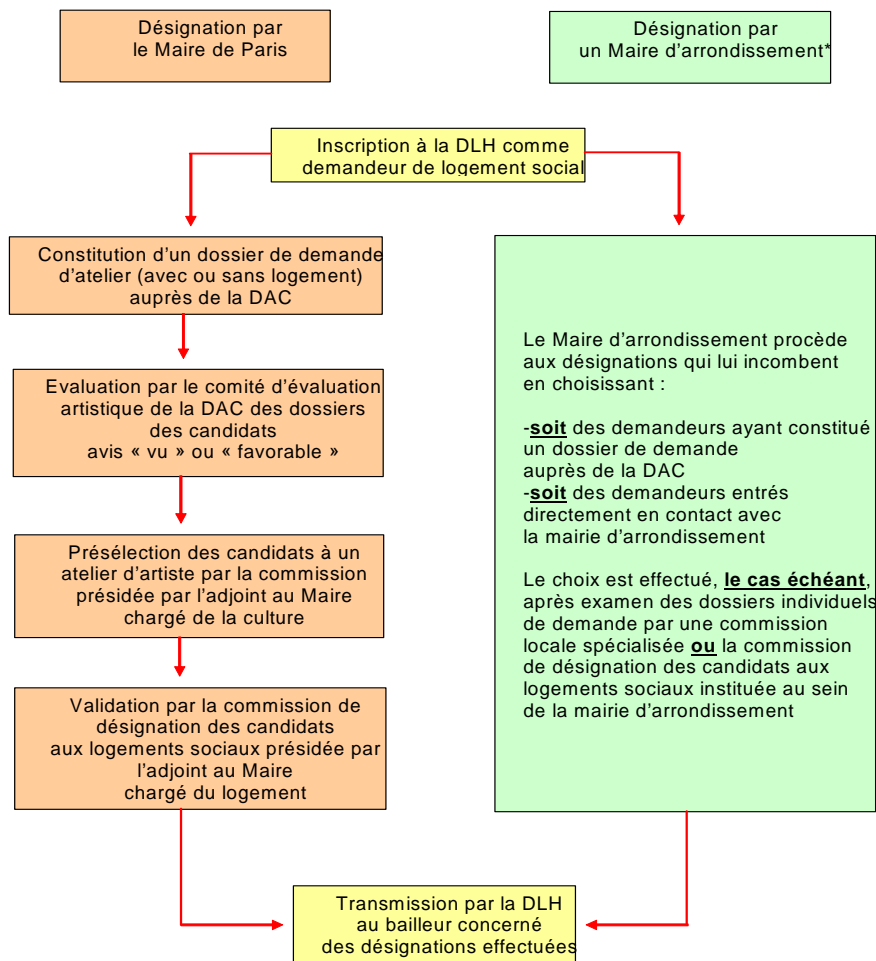 Désignation par
le Maire de Paris
Désignation par
un Maire d'arrondissement*
Inscription à la DLH comme
demandeur de logement social
Constitution d'un dossier de demande
d'atelier (avec ou sans logement)
auprès de la DAC
Evaluation par le comité d'évaluation
artistique de la DAC des dossiers
des candidats
avis « vu » ou « favorable »
Présélection des candidats à un
atelier d'artiste par la commission
présidée par l'adjoint au Maire
chargé de la culture
Validation par la commission de
désignation des candidats
aux logements sociaux présidée par
l'adjoint au Maire
chargé du logement
Le Maire d'arrondissement procède
aux désignations qui lui incombent
en choisissant :
-soit des demandeurs ayant constitué
un dossier de demande
auprès de la DAC
-soit des demandeurs entrés
directement en contact avec
la mairie d'arrondissement
Le choix est effectué, le cas échéant,
après examen des dossiers individuels
de demande par une commission
locale spécialisée ou la commission
de désignation des candidats aux
logements sociaux instituée au sein
de la mairie d'arrondissement
Transmission par la DLH
au bailleur concerné
des désignations effectuées